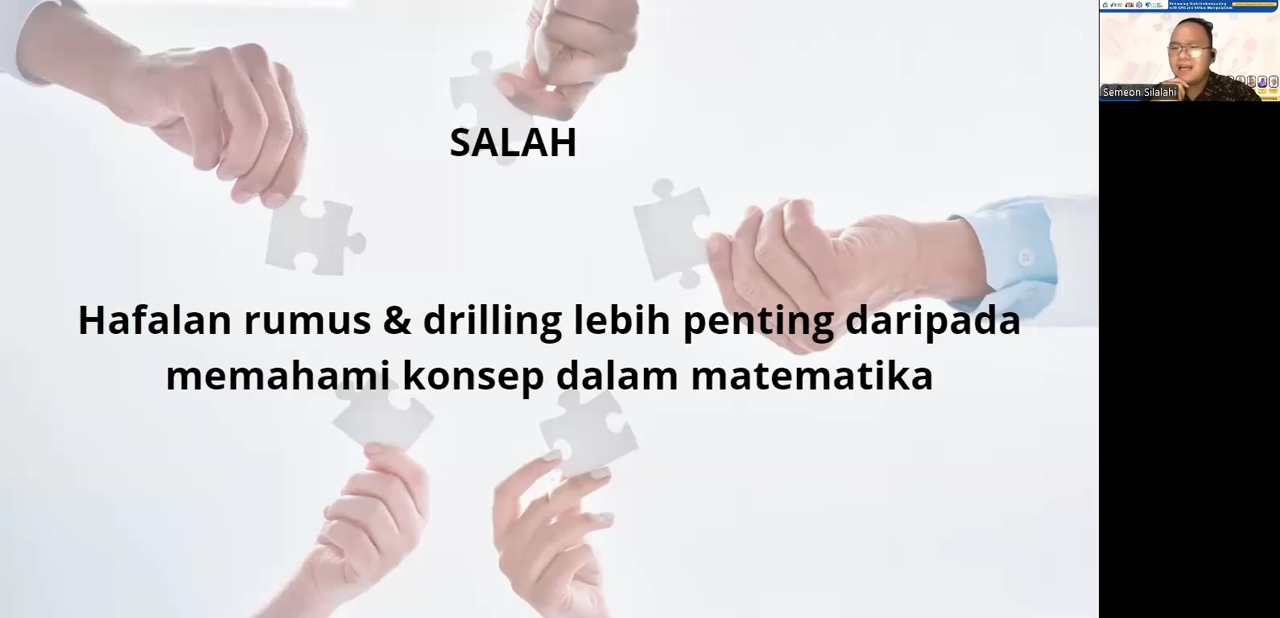 SALAH
Hafalan rumus & drilling lebih penting daripada
memahami konsep dalam matematika
Semeon Silalahi